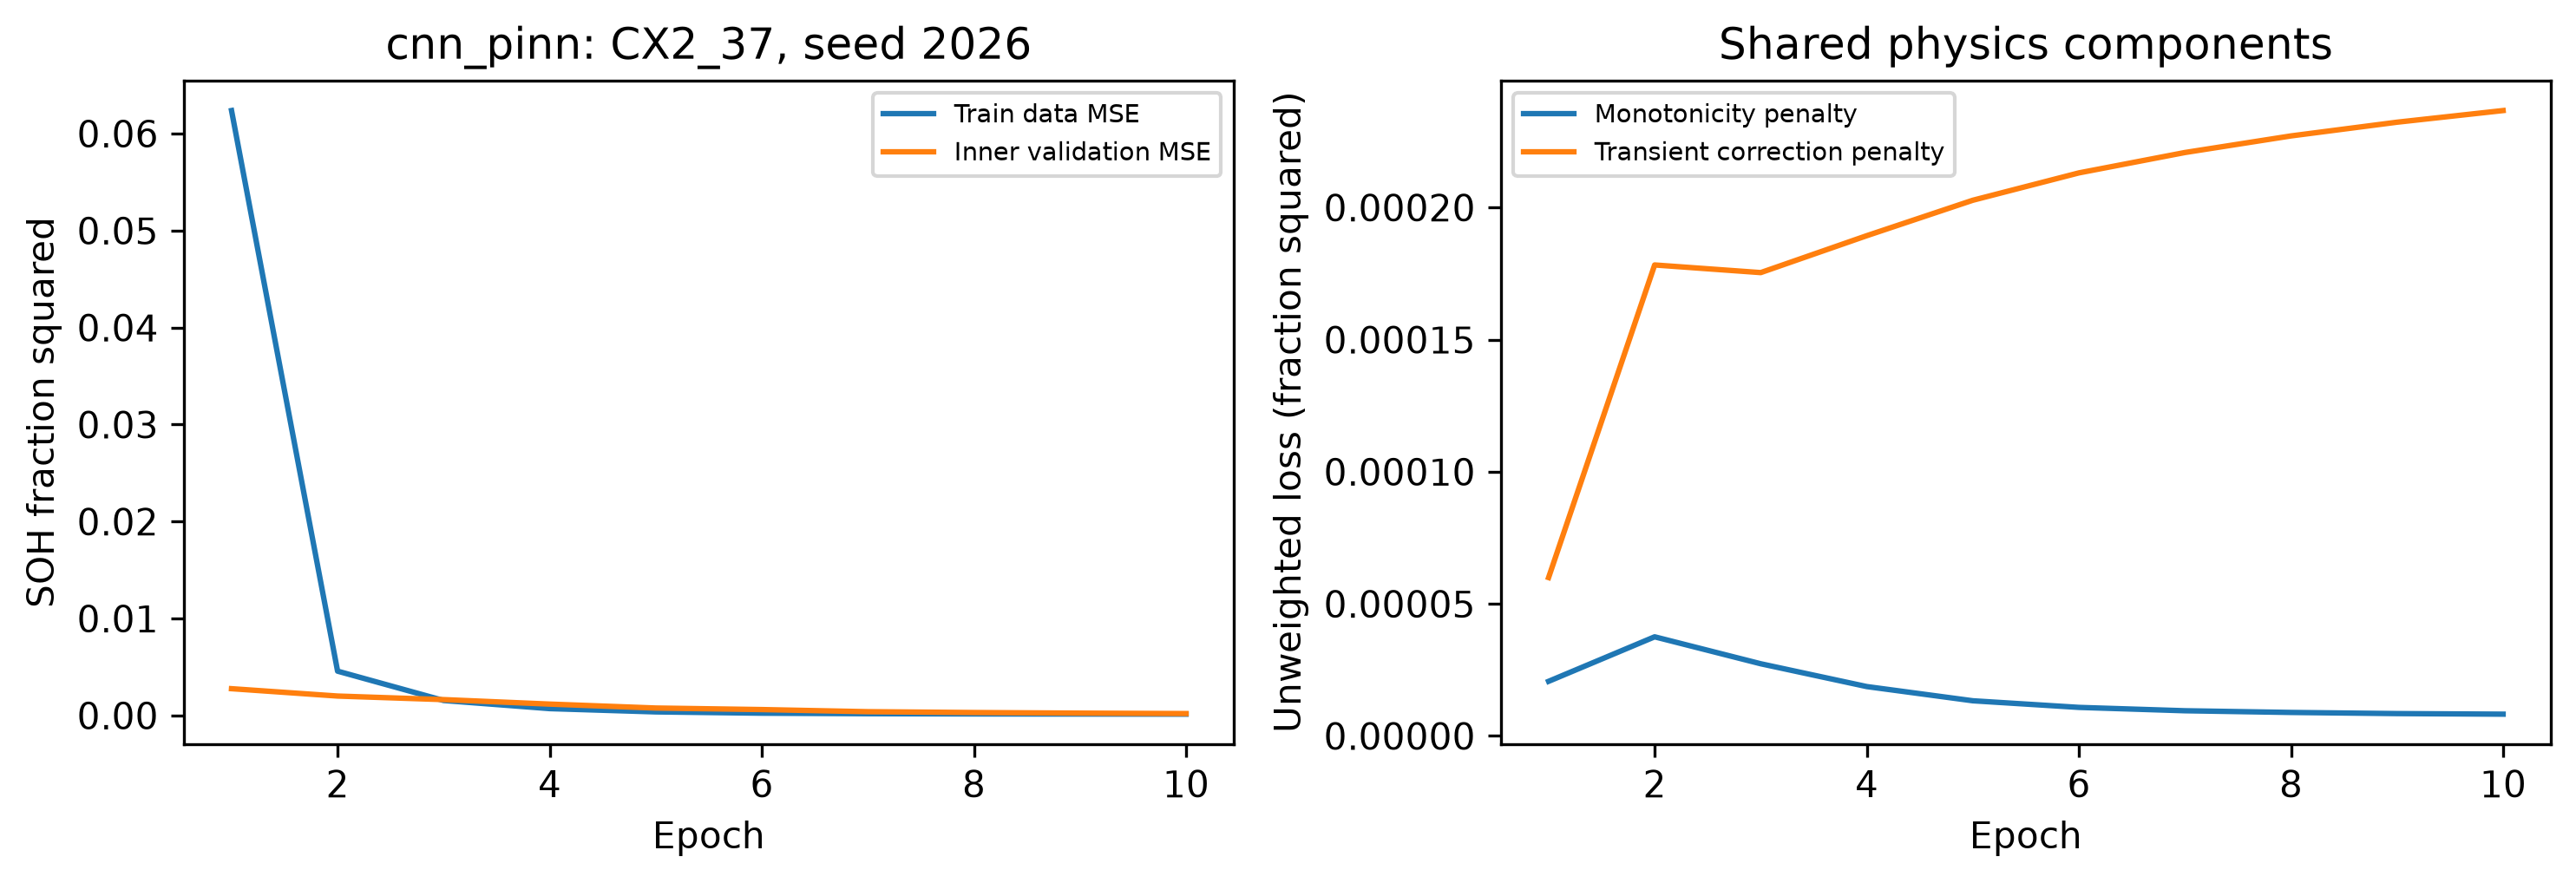 cnn_pinn: CX2_37, seed 2026
SOH fraction squared
0.06
0.05
0.04
0.03
0.02
0.01
0.00
Train data MSE
Inner validation MSE
2
4
6
8
10
Epoch
Shared physics components
Unweighted loss (fraction squared)
0.00020
0.00015
0.00010
0.00005
0.00000
Monotonicity penalty
Transient correction penalty
2
4
6
8
10
Epoch